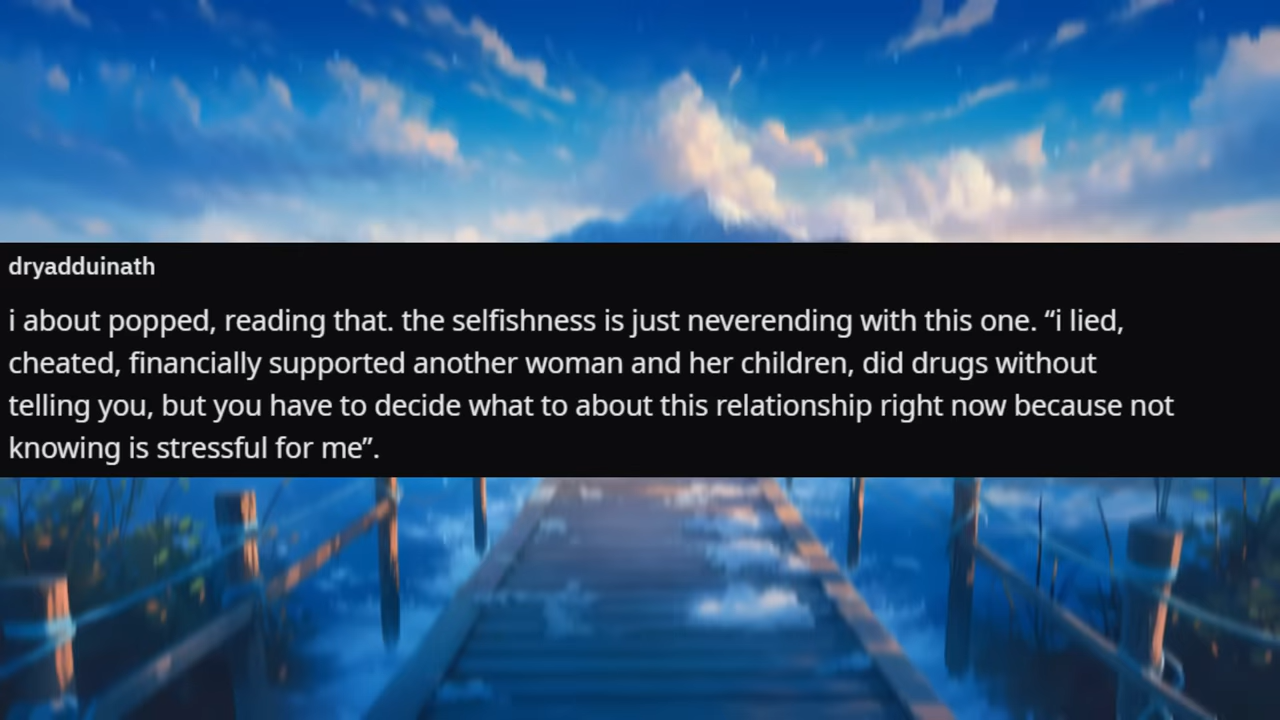 dryadduinath
i about popped, reading that. the selfishness is just neverending with this one. “i lied,
cheated, financially supported another woman and her children, did drugs without
telling you, but you have to decide what to about this relationship right now because not
knowing is stressful for me”.